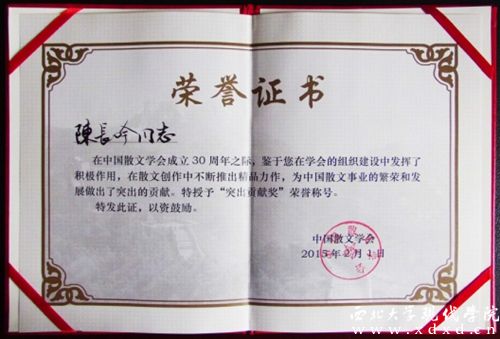 荣誉证书
陳長吟同志
在中国散文学会成立30周年之际，鉴于您在学会的组织建设中发挥了
积极作用，在散文创作中不断推出精品力作，为中国散文事业的繁荣和发
展做出了突出的贡献。特授予“突出贡献奖”荣誉称号。
特发此证，以资鼓励。
中国散文学会
2015年2月1日
西北大学现代学院
www.xdxd.cn